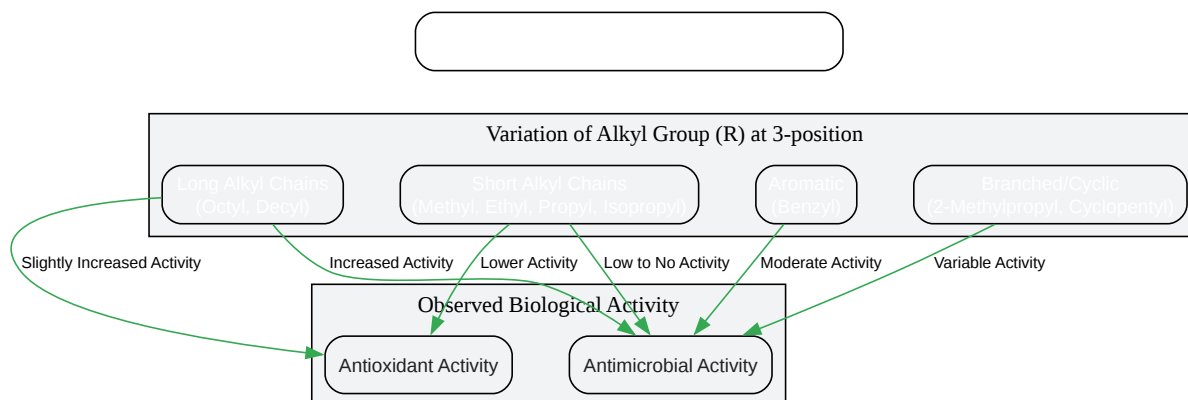 Variation of Alkyl Group (R) at 3-position
Long Alkyl Chains
(Octyl, Decyl)
Short Alkyl Chains
(Methyl, Ethyl, Propyl, Isopropyl)
Aromatic
(Benzyl)
Branched/Cyclic
(2-Methylpropyl, Cyclopentyl)
Slightly Increased Activity
Increased Activity
Lower Activity
Low to No Activity
Moderate Activity
Variable Activity
Observed Biological Activity
Antioxidant Activity
Antimicrobial Activity